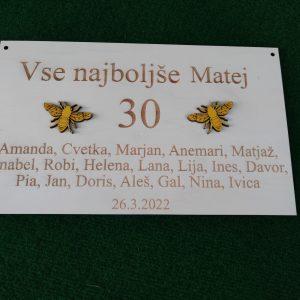 Vse najboljše Matej
30
Amanda, Cvetka, Marjan, Anemari, Matjaž,
nabel, Robi, Helena, Lana, Lija, Ines, Davor,
Pia, Jan, Doris, Aleš, Gal, Nina, Ivica
26.3.2022